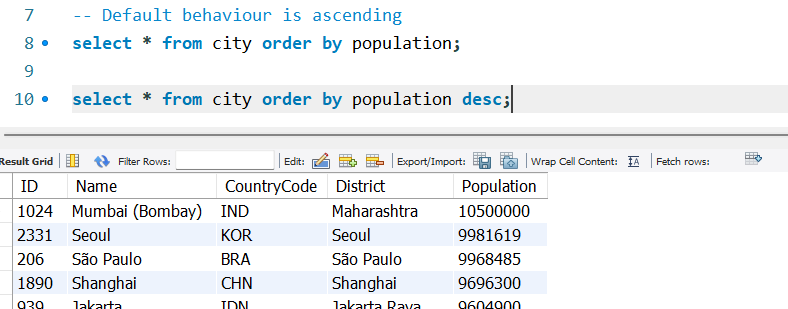 7 -- Default behaviour is ascending
8 select * from city order by population;
9
10 select * from city order by population desc;
Result Grid Filter Rows: Edit: Export/Import: Wrap Cell Content: IA Fetch rows:
ID Name CountryCode District Population
1024 Mumbai (Bombay) IND Maharashtra 10500000
2331 Seoul KOR Seoul 9981619
206 São Paulo BRA São Paulo 9968485
1890 Shanghai CHN Shanghai 9696300
939 Jakarta IDN Jakarta Raya 9604900